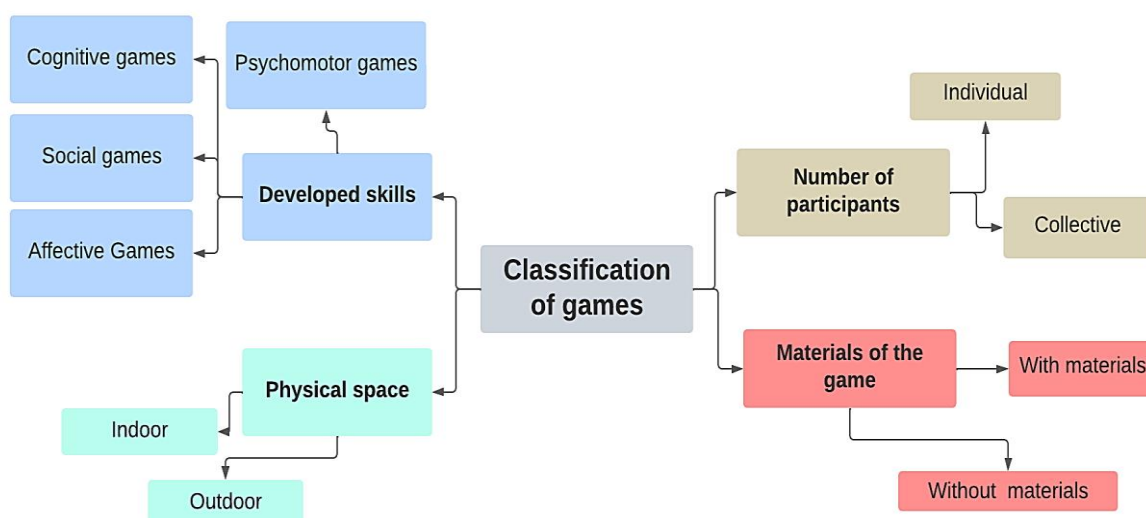 Cognitive games
Psychomotor games
Social games
Developed skills
Affective Games
Individual
Number of
participants
Collective
Classification
of games
Physical space
Indoor
Outdoor
Materials of the
game
With materials
Without materials